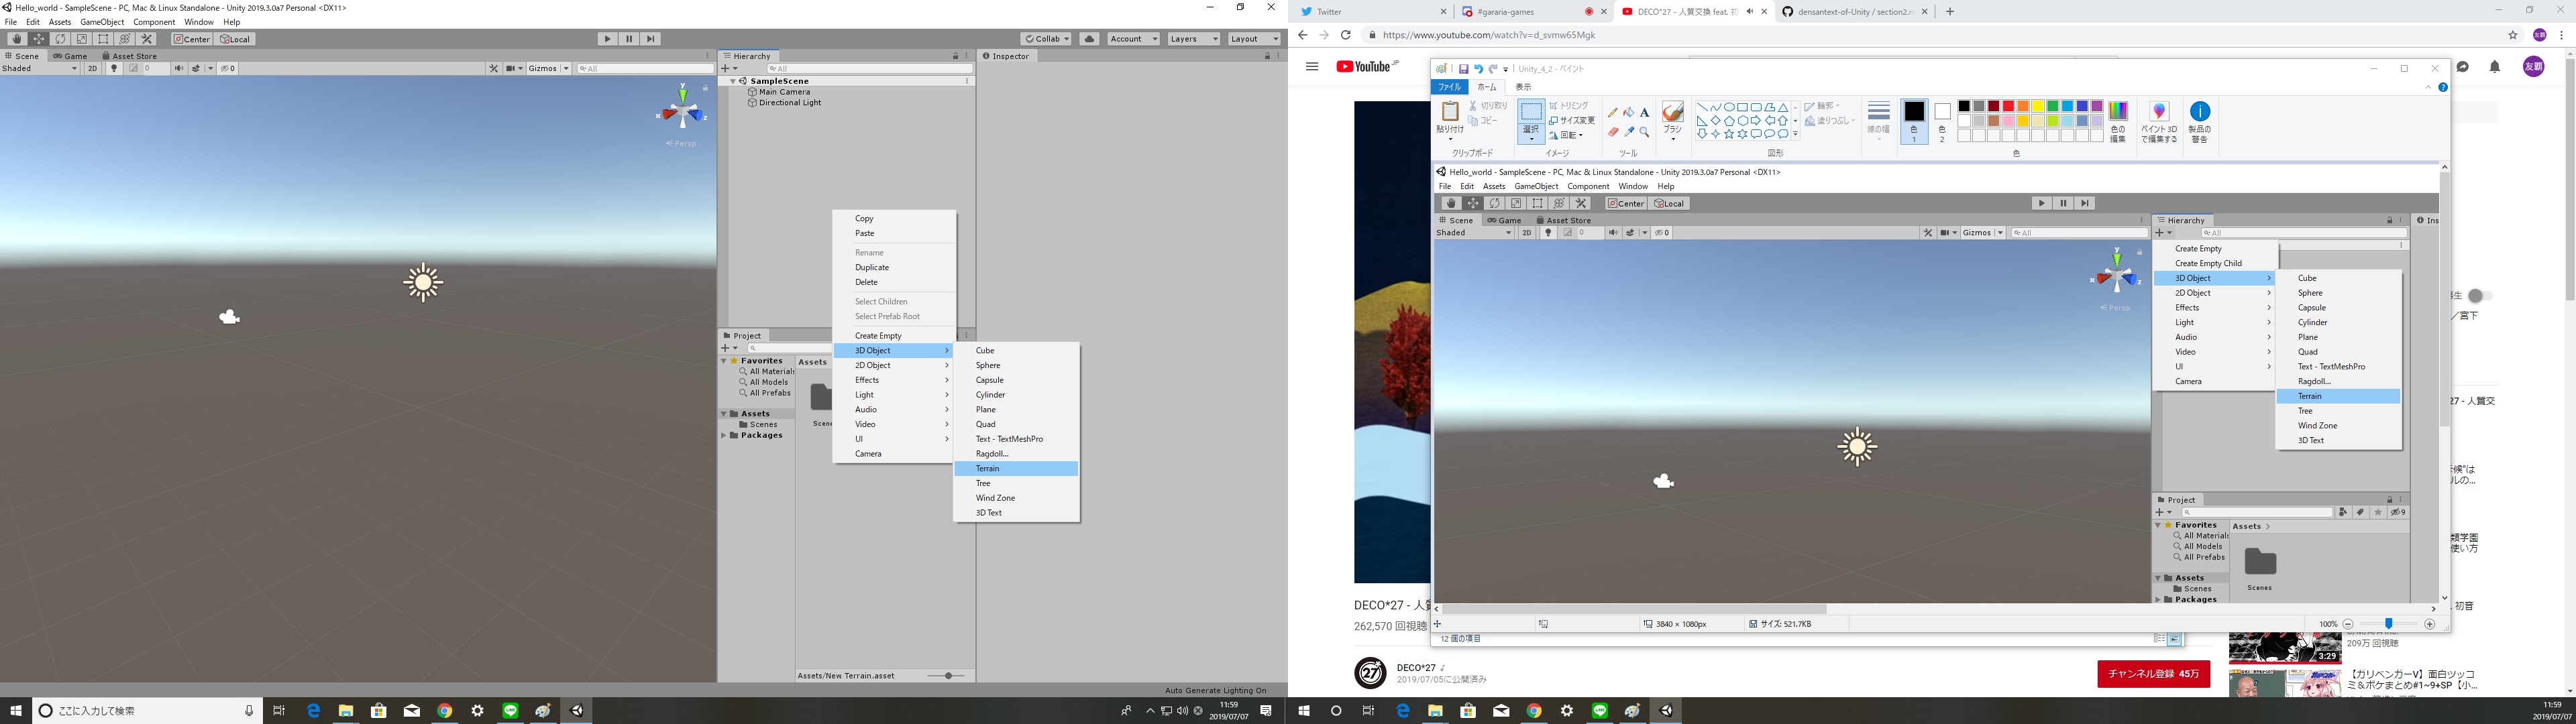 Hello_world - SampleScene - PC, Mac & Linux Standalone - Unity 2019.3.0a7 Personal <DX11>
File Edit Assets GameObject Component Window Help
Center Local
Collab Account Layers Layout
Scene Game Asset Store
Shaded 2D 0 0 Gizmos All
Persp
Hierarchy
All
SampleScene
Main Camera
Directional Light
Inspector
Copy
Paste
Rename
Duplicate
Delete
Select Children
Select Prefab Root
Create Empty
3D Object
2D Object
Effects
Light
Audio
Video
UI
Camera
Cube
Sphere
Capsule
Cylinder
Plane
Quad
Text - TextMeshPro
Ragdoll...
Terrain
Tree
Wind Zone
3D Text
Project
Favorites
All Materials
All Models
All Prefabs
Assets
Scenes
Packages
Assets
Assets/New Terrain.asset
Auto Generate Lighting On
ここに入力して検索
11:59
2019/07/07
Twitter
#gararia-games
DECO*27 - 人質交換 feat. 初
densantext-of-Unity / section2.m
https://www.youtube.com/watch?v=d_svmw65Mgk
友覇
YouTube JP
友覇
Unity_4_2 - ペイント
ファイル ホーム 表示
貼り付け
切り取り
コピー
クリップボード
選択
トリミング
サイズ変更
回転
イメージ
A
ツール
ブラシ
輪郭
塗りつぶし
図形
線の幅
色
1
色
2
色の
編集
色
ペイント 3D
で編集する
製品の
警告
Hello_world - SampleScene - PC, Mac & Linux Standalone - Unity 2019.3.0a7 Personal <DX11>
File Edit Assets GameObject Component Window Help
Center Local
Scene Game Asset Store
Shaded 2D 0 0 Gizmos All
Persp
Hierarchy
All
Ins
Create Empty
Create Empty Child
3D Object
2D Object
Effects
Light
Audio
Video
UI
Camera
Cube
Sphere
Capsule
Cylinder
Plane
Quad
Text - TextMeshPro
Ragdoll...
Terrain
Tree
Wind Zone
3D Text
Project
9
Favorites
All Materials
All Models
All Prefabs
Assets
Scenes
Packages
Assets
Scenes
3840 × 1080px
サイズ: 521.7KB
100%
12 個の項目
DECO*27 - 人
262,570 回視聴
27
DECO*27
2019/07/05に公開済み
チャンネル登録 45万
／宮下
27 - 人質交
類学園
使い方
初音
209万 回視聴
3:29
【ガリベンガーV】面白ツッコ
ミ&ボケまとめ#1~9+SP【小...
11:59
2019/07/07